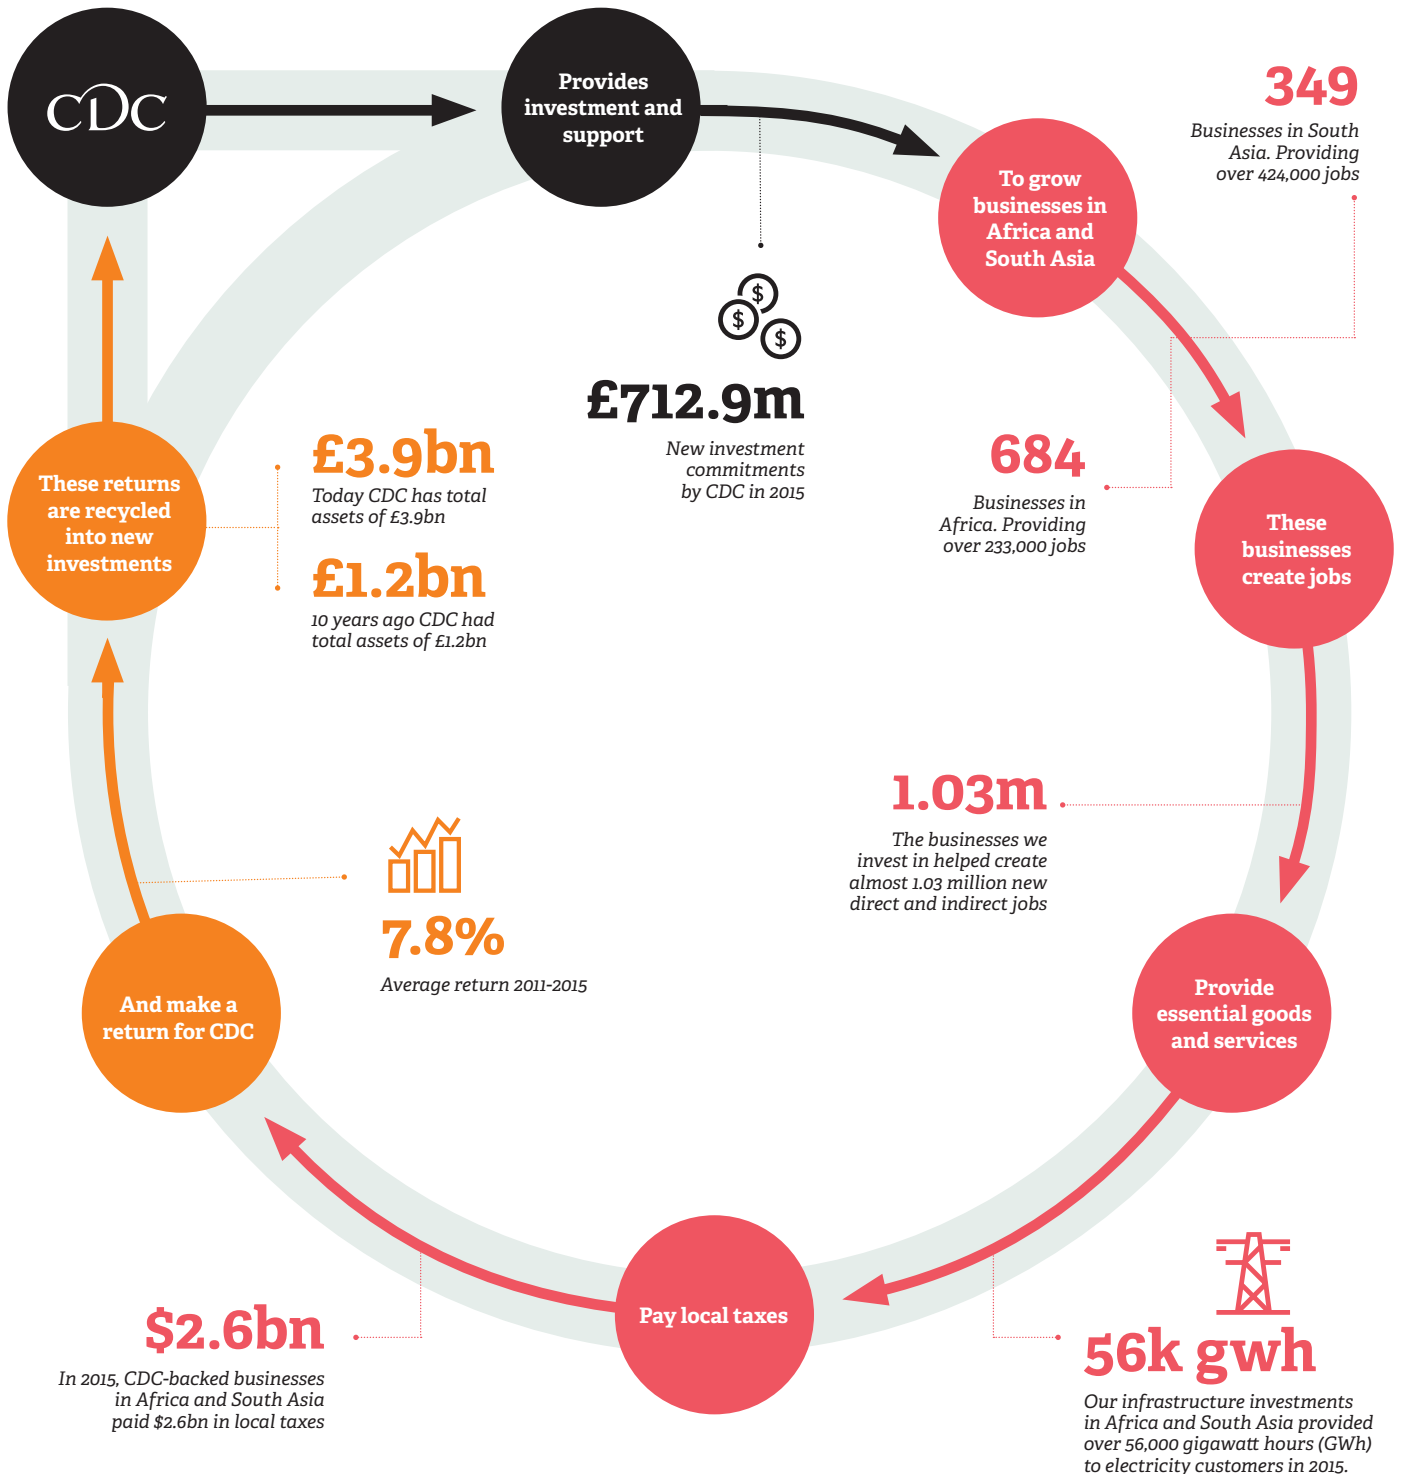 CDC
Provides
investment and
support
To grow
businesses in
Africa and
South Asia
349
Businesses in South
Asia. Providing
over 424,000 jobs
$
$
$
£712.9m
New investment
commitments
by CDC in 2015
684
Businesses in
Africa. Providing
over 233,000 jobs
These
businesses
create jobs
1.03m
The businesses we
invest in helped create
almost 1.03 million new
direct and indirect jobs
Provide
essential goods
and services
56k gwh
Our infrastructure investments
in Africa and South Asia provided
over 56,000 gigawatt hours (GWh)
to electricity customers in 2015.
Pay local taxes
$2.6bn
In 2015, CDC-backed businesses
in Africa and South Asia
paid $2.6bn in local taxes
And make a
return for CDC
7.8%
Average return 2011-2015
These returns
are recycled
into new
investments
£3.9bn
Today CDC has total
assets of £3.9bn
£1.2bn
10 years ago CDC had
total assets of £1.2bn